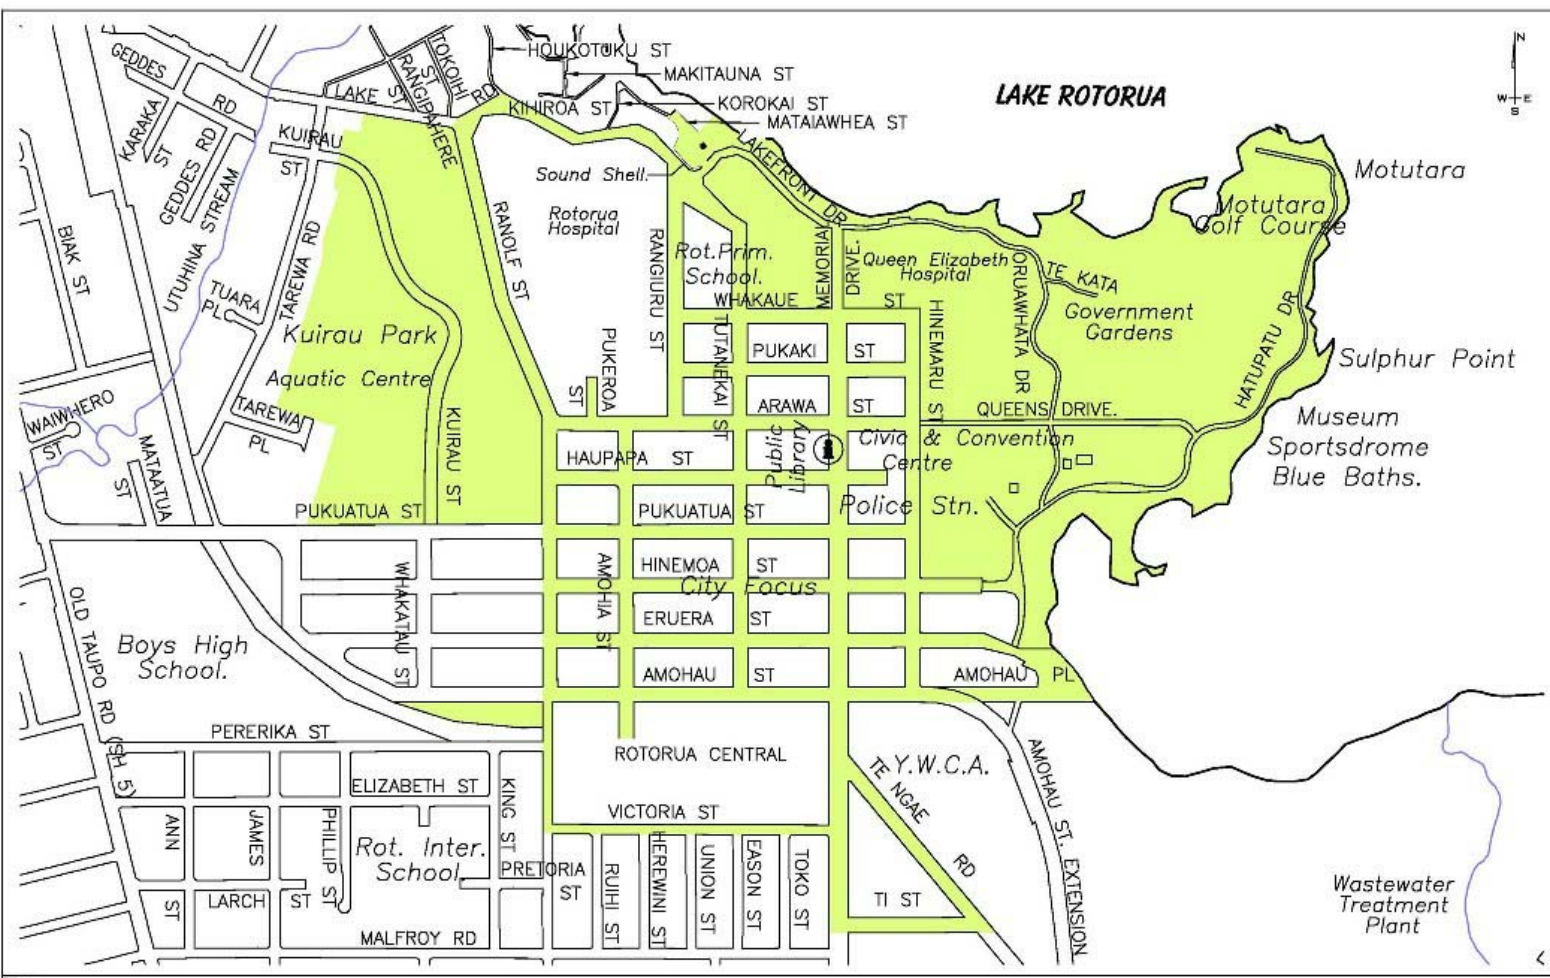 HOUKOTUKU ST
MAKITAUNA ST
KOROKAI ST
MATAIAWHEA ST
LAKE ROTORUA
N
W E
S
GEDDES
RD
KARAKA
ST
GEDDES RD
UTUHINA STREAM
LAKE
RD
RANGIPAHERE
ST
TOKOIHI
ST
KIHIROA ST
KUIRAU
ST
LAKEFRONT DR
Sound Shell.
Rotorua
Hospital
Motutara
Motutara
Golf Course
BIAK ST
TAREWA RD
RANOLF ST
RANGIURU ST
Rot.Prim.
School.
MEMORIAL
DRIVE.
Queen Elizabeth
Hospital
ORUAWHATA DR
TE KATA
Government
Gardens
HATUPATU DR
TUARA
PL
WHAKAUE ST
TUTANEKAI ST
HINEMARU ST
Kuirau Park
Aquatic Centre
PUKEROA
ST
PUKAKI ST
Sulphur Point
ARAWA ST
QUEENS DRIVE.
Museum
Sportsdrome
Blue Baths.
WAIWHERO
ST
TAREWA
PL
KUIRAU ST
MATAATUA
ST
HAUPAPA ST
Public
Library
Civic & Convention
Centre
PUKUATUA ST
PUKUATUA ST
Police Stn.
HINEMOA ST
City Focus
AMOHIA ST
WHAKATAU ST
ERUERA ST
OLD TAUPO RD (SH 5)
Boys High
School.
AMOHAU ST
AMOHAU PL
PERERIKA ST
ROTORUA CENTRAL
TE NGAE
RD
Y.W.C.A.
AMOHAU ST. EXTENSION
ELIZABETH ST
KING ST
VICTORIA ST
ANN
ST
JAMES
ST
PHILLIP ST
Rot. Inter.
School.
PRETORIA
ST
RUIHI ST
HEREWINI ST
UNION ST
EASON ST
TOKO ST
TI ST
LARCH
MALFROY RD
Wastewater
Treatment
Plant